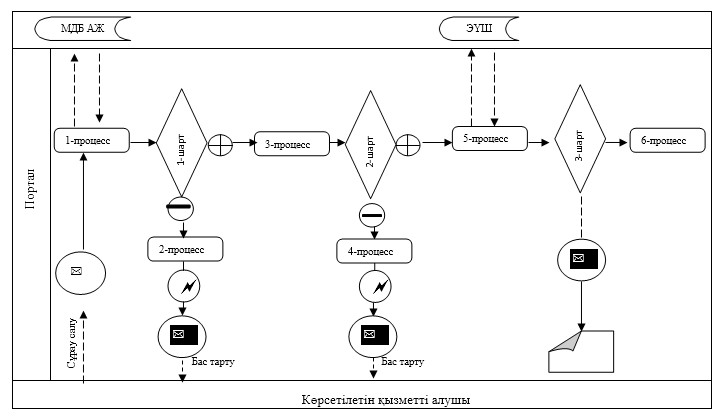 МДБ АЖ
ЭҮШ
Портал
1-процесс
1-шарт
3-процесс
2-шарт
5-процесс
3-шарт
6-процесс
2-процесс
4-процесс
Сұрау салу
Бас тарту
Бас тарту
Көрсетілетін қызметті алушы